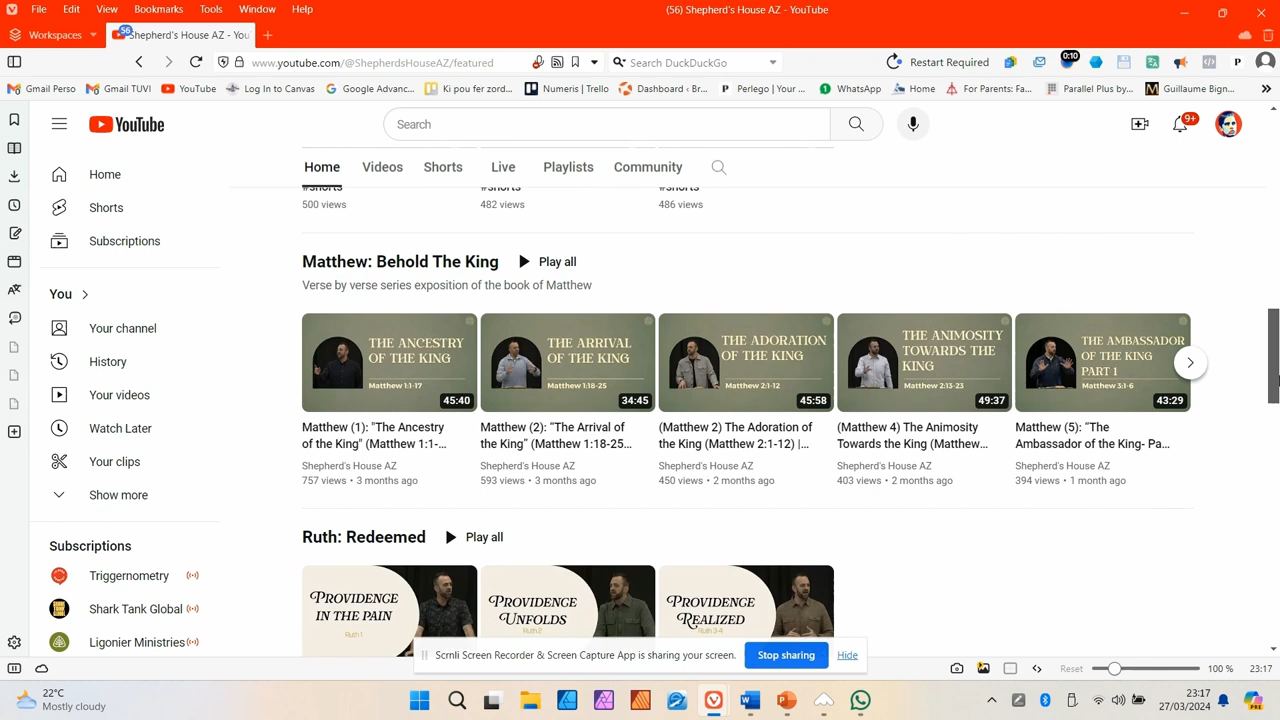 File Edit View Bookmarks Tools Window Help
(56) Shepherd's House AZ - YouTube
Workspaces
56
Shepherd's House AZ - You
www.youtube.com/@ShepherdsHouseAZ/featured
Search DuckDuckGo
Restart Required
0:10
Gmail Perso
Gmail TUVI
YouTube
Log In to Canvas
Google Advanc...
Ki pou fer zord...
Numeris | Trello
Dashboard ‹ Br...
Perlego | Your ...
WhatsApp
Home
For Parents: Fa...
Parallel Plus by...
Guillaume Bign...
YouTube
Search
9+
Home
Shorts
Subscriptions
You
Your channel
History
Your videos
Watch Later
Your clips
Show more
Subscriptions
Triggernometry
Shark Tank Global
Ligonier Ministries
Home Videos Shorts Live Playlists Community
#shorts
500 views
#shorts
482 views
#shorts
486 views
Matthew: Behold The King
Play all
Verse by verse series exposition of the book of Matthew
THE ANCESTRY
OF THE KING
Matthew 1:1-17
45:40
Matthew (1): "The Ancestry
of the King" (Matthew 1:1-...
Shepherd's House AZ
757 views • 3 months ago
THE ARRIVAL
OF THE KING
Matthew 1:18-25
34:45
Matthew (2): “The Arrival of
the King” (Matthew 1:18-25...
Shepherd's House AZ
593 views • 3 months ago
THE ADORATION
OF THE KING
Matthew 2:1-12
45:58
(Matthew 2) The Adoration of
the King (Matthew 2:1-12) |...
Shepherd's House AZ
450 views • 2 months ago
THE ANIMOSITY
TOWARDS THE
KING
Matthew 2:13-23
49:37
(Matthew 4) The Animosity
Towards the King (Matthew...
Shepherd's House AZ
403 views • 2 months ago
THE AMBASSADOR
OF THE KING
PART 1
Matthew 3:1-6
43:29
Matthew (5): “The
Ambassador of the King- Pa...
Shepherd's House AZ
394 views • 1 month ago
Ruth: Redeemed
Play all
PROVIDENCE
IN THE PAIN
Ruth 1
PROVIDENCE
UNFOLDS
Ruth 2
PROVIDENCE
REALIZED
Ruth 3-4
Scrnli Screen Recorder & Screen Capture App is sharing your screen.
Stop sharing
Hide
Reset
100 %
23:17
22°C
Mostly cloudy
23:17
27/03/2024